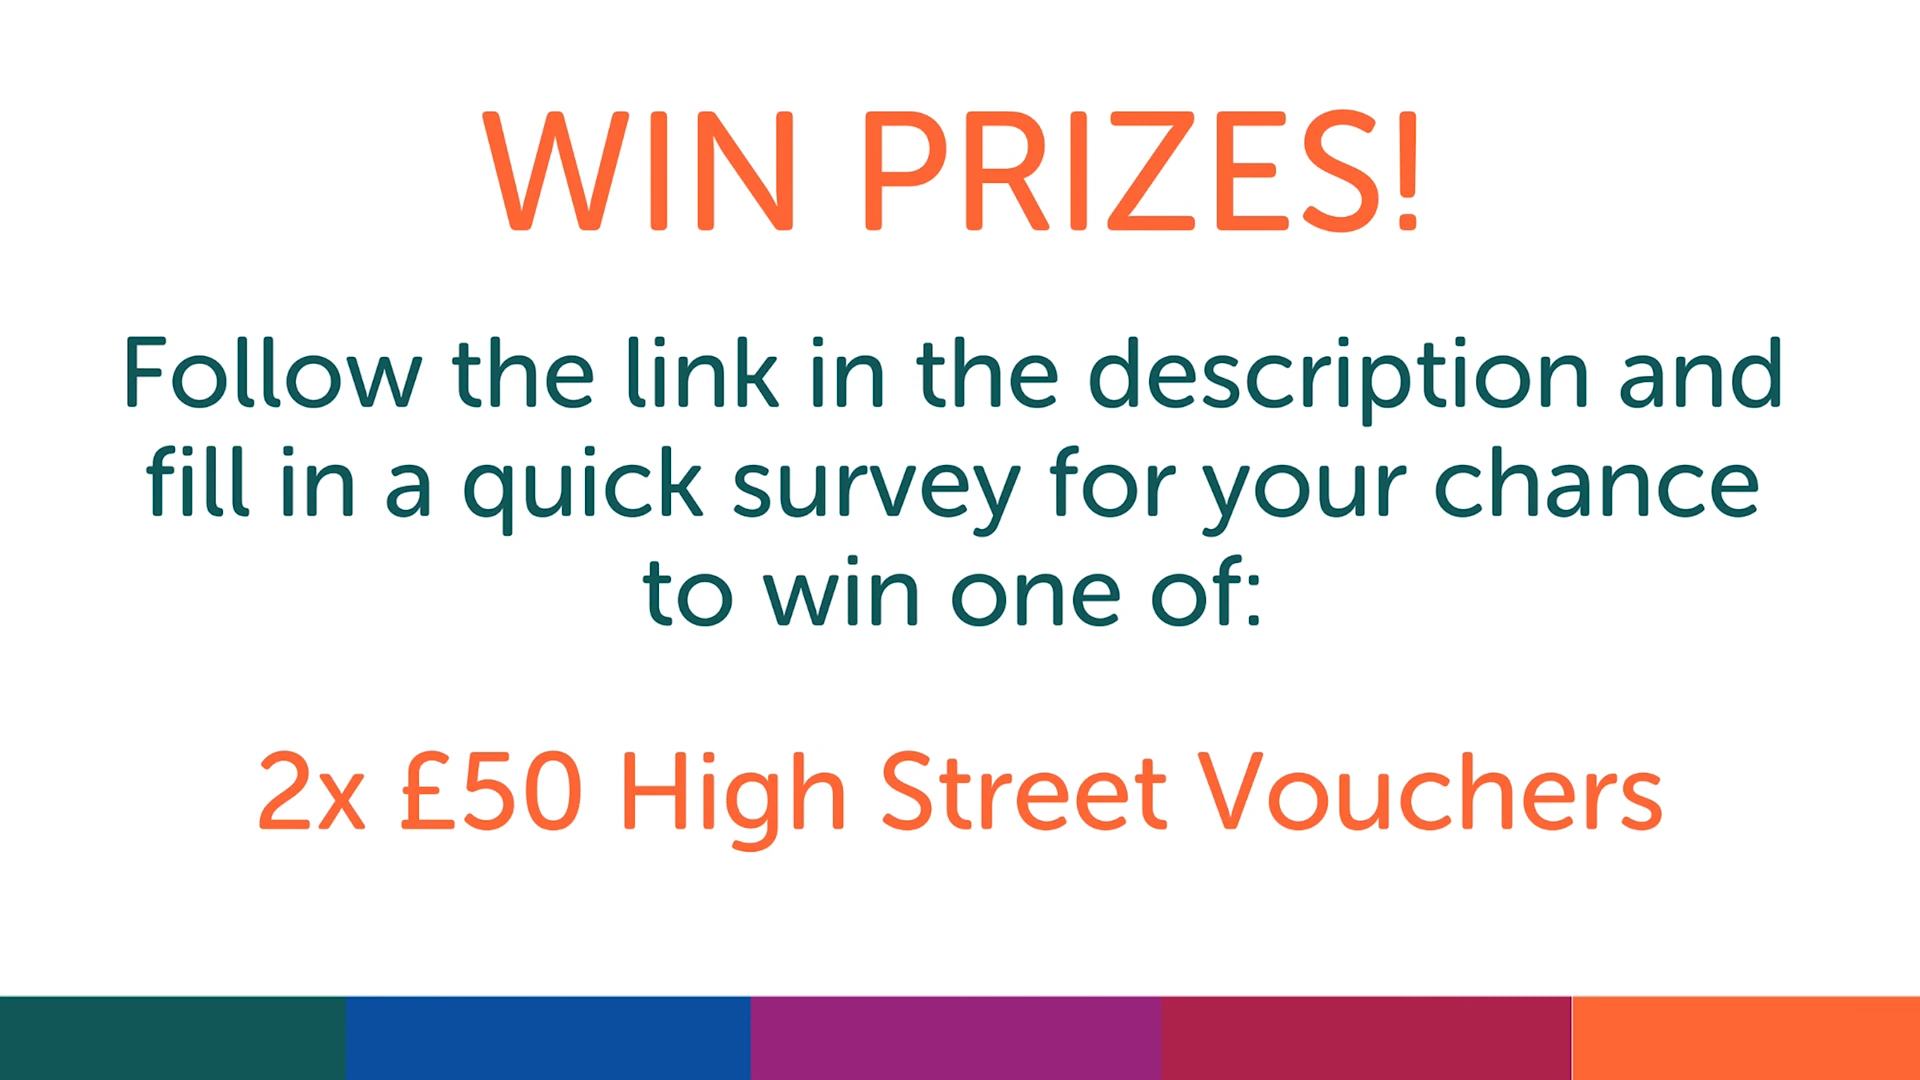 WIN PRIZES!
Follow the link in the description and
fill in a quick survey for your chance
to win one of:
2x £50 High Street Vouchers